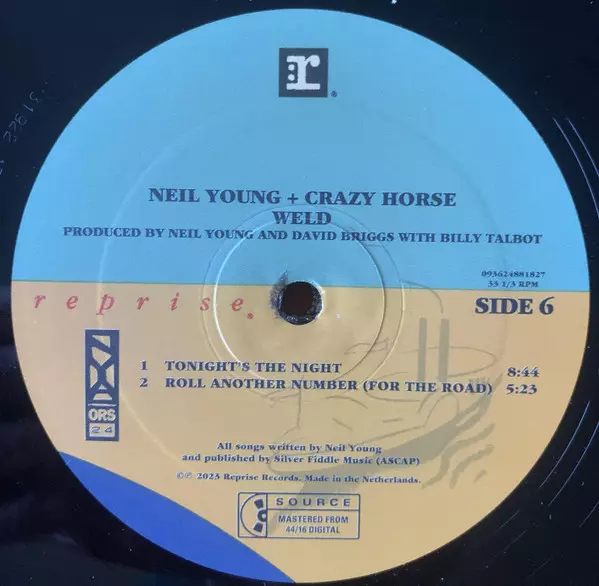 r
®
NEIL YOUNG + CRAZY HORSE
WELD
PRODUCED BY NEIL YOUNG AND DAVID BRIGGS WITH BILLY TALBOT
093624881827
33 1/3 RPM
reprise®
SIDE 6
ORS
24
1 TONIGHT'S THE NIGHT 8:44
2 ROLL ANOTHER NUMBER (FOR THE ROAD) 5:23
All songs written by Neil Young
and published by Silver Fiddle Music (ASCAP)
©℗ 2023 Reprise Records. Made in the Netherlands.
SOURCE
MASTERED FROM
44/16 DIGITAL